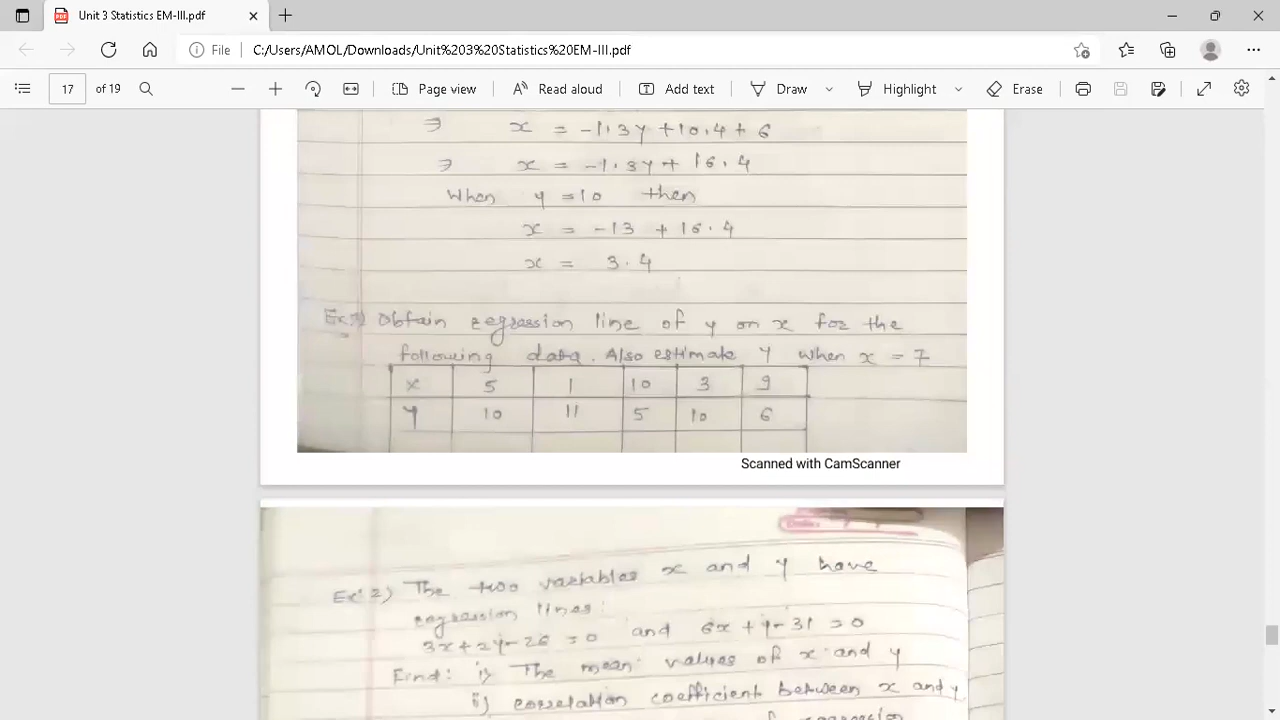 Unit 3 Statistics EM-III.pdf
File C:/Users/AMOL/Downloads/Unit%203%20Statistics%20EM-III.pdf
17 of 19 Page view Read aloud Add text Draw Highlight Erase
⇒ x = -1.3y + 10.4 + 6
⇒ x = -1.3y + 16.4
When y = 10 then
x = -13 + 16.4
x = 3.4
Obtain regression line of y on x for the
following data. Also estimate y when x = 7
x 5 1 10 3 9
y 10 11 5 10 6
Scanned with CamScanner
Ex. 2) The two variables x and y have
regression lines:
3x+2y-26=0 and 6x+y-31=0
Find: i) The mean values of x and y
ii) correlation coefficient between x and y